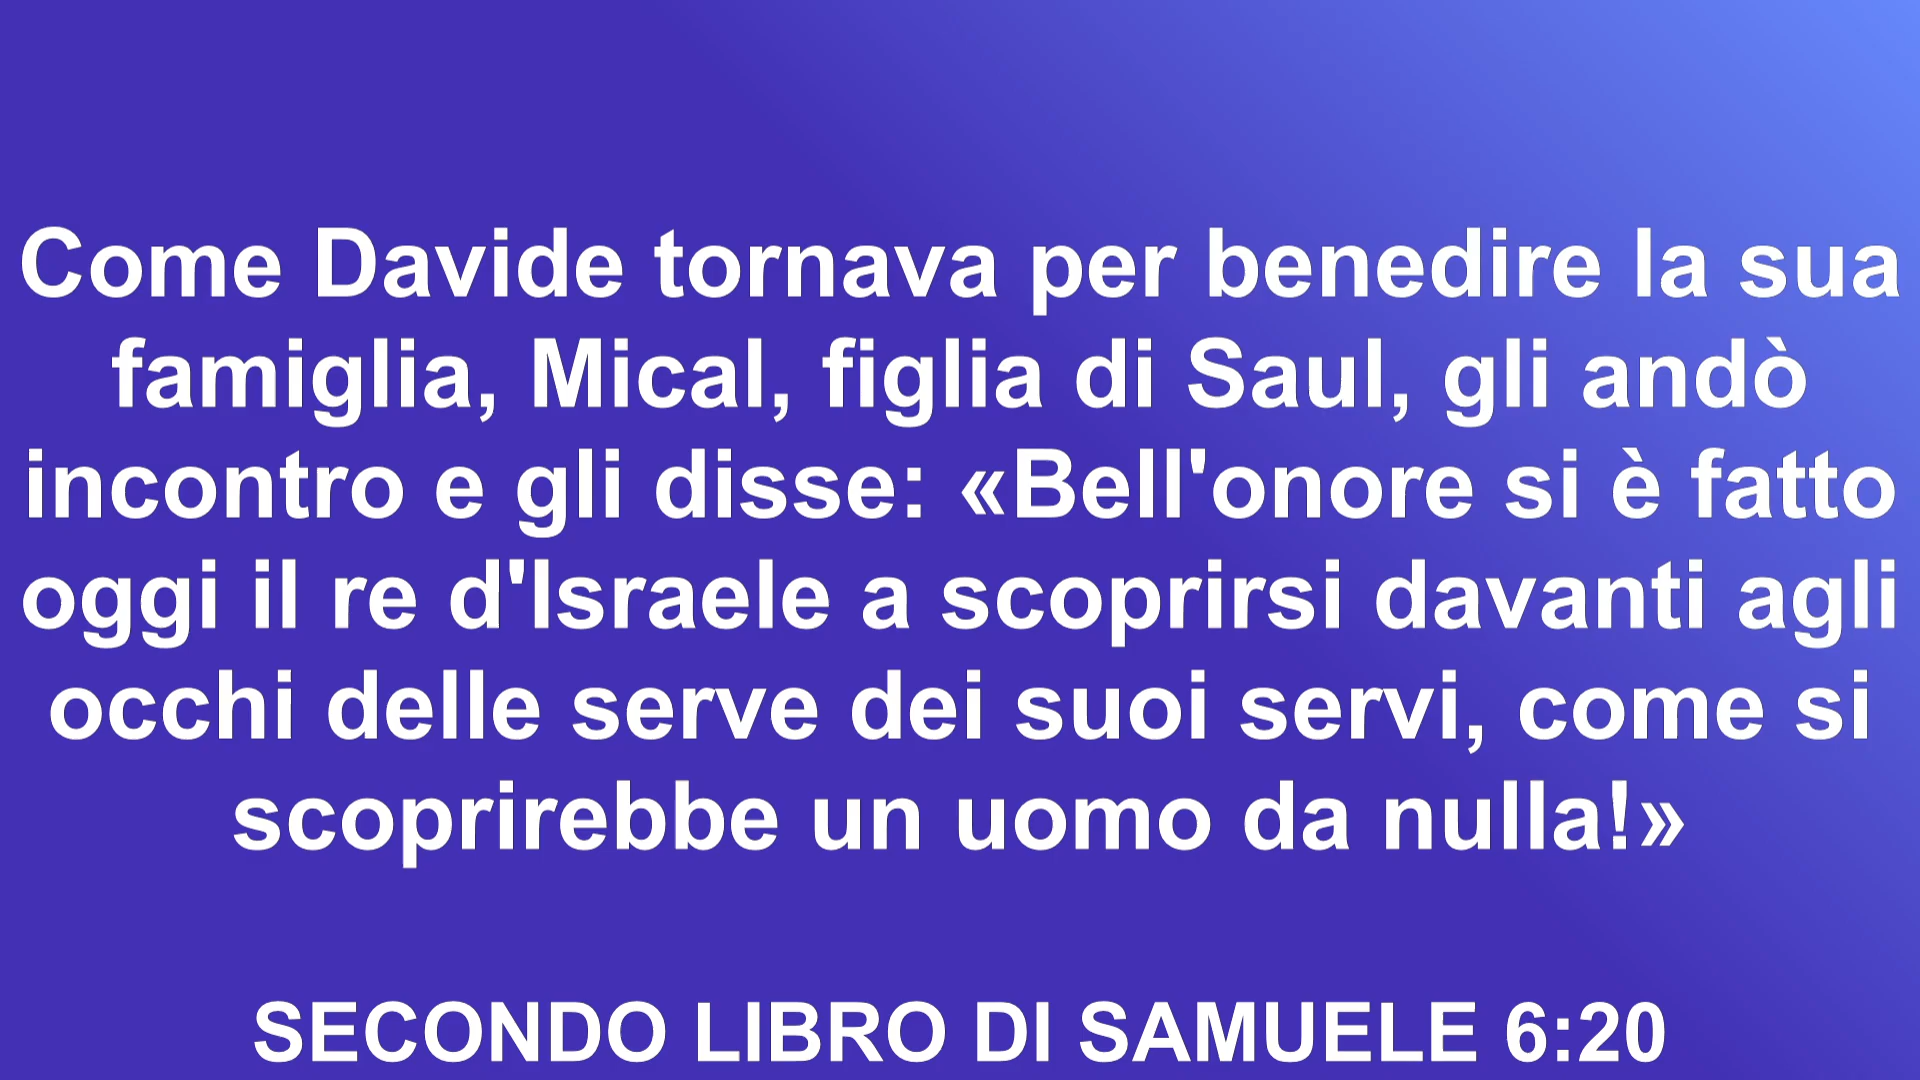 Come Davide tornava per benedire la sua
famiglia, Mical, figlia di Saul, gli andò
incontro e gli disse: «Bell'onore si è fatto
oggi il re d'Israele a scoprirsi davanti agli
occhi delle serve dei suoi servi, come si
scoprirebbe un uomo da nulla!»
SECONDO LIBRO DI SAMUELE 6:20